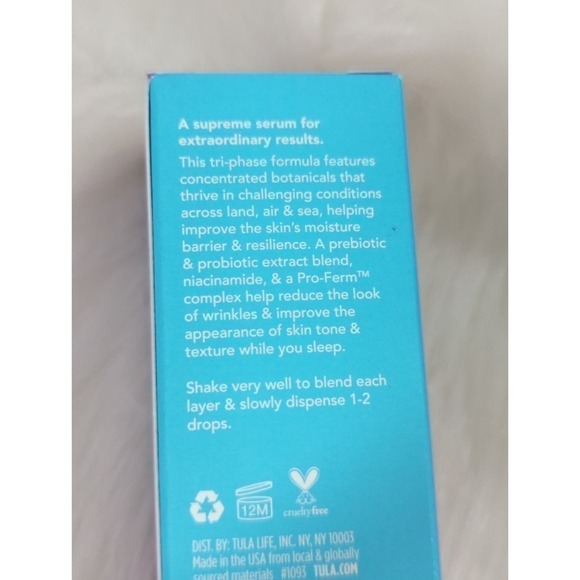 A supreme serum for
extraordinary results.
This tri-phase formula features
concentrated botanicals that
thrive in challenging conditions
across land, air & sea, helping
improve the skin's moisture
barrier & resilience. A prebiotic
& probiotic extract blend,
niacinamide, & a Pro-Ferm™
complex help reduce the look
of wrinkles & improve the
appearance of skin tone &
texture while you sleep.
Shake very well to blend each
layer & slowly dispense 1-2
drops.
12M
crueltyfree
DIST. BY: TULA LIFE, INC. NY, NY 10003
Made in the USA from local & globally
sourced materials #1093 TULA.COM